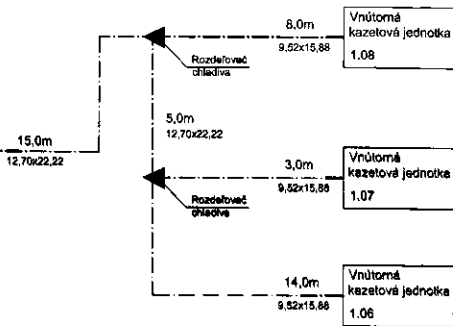 8,0m
9,52x15,88
Vnútorná
kazetová jednotka
1.08
Rozdeľovač
chladiva
5,0m
12,70x22,22
15,0m
12,70x22,22
3,0m
9,52x15,88
Vnútorná
kazetová jednotka
1.07
Rozdeľovač
chladiva
14,0m
9,52x15,88
Vnútorná
kazetová jednotka
1.06